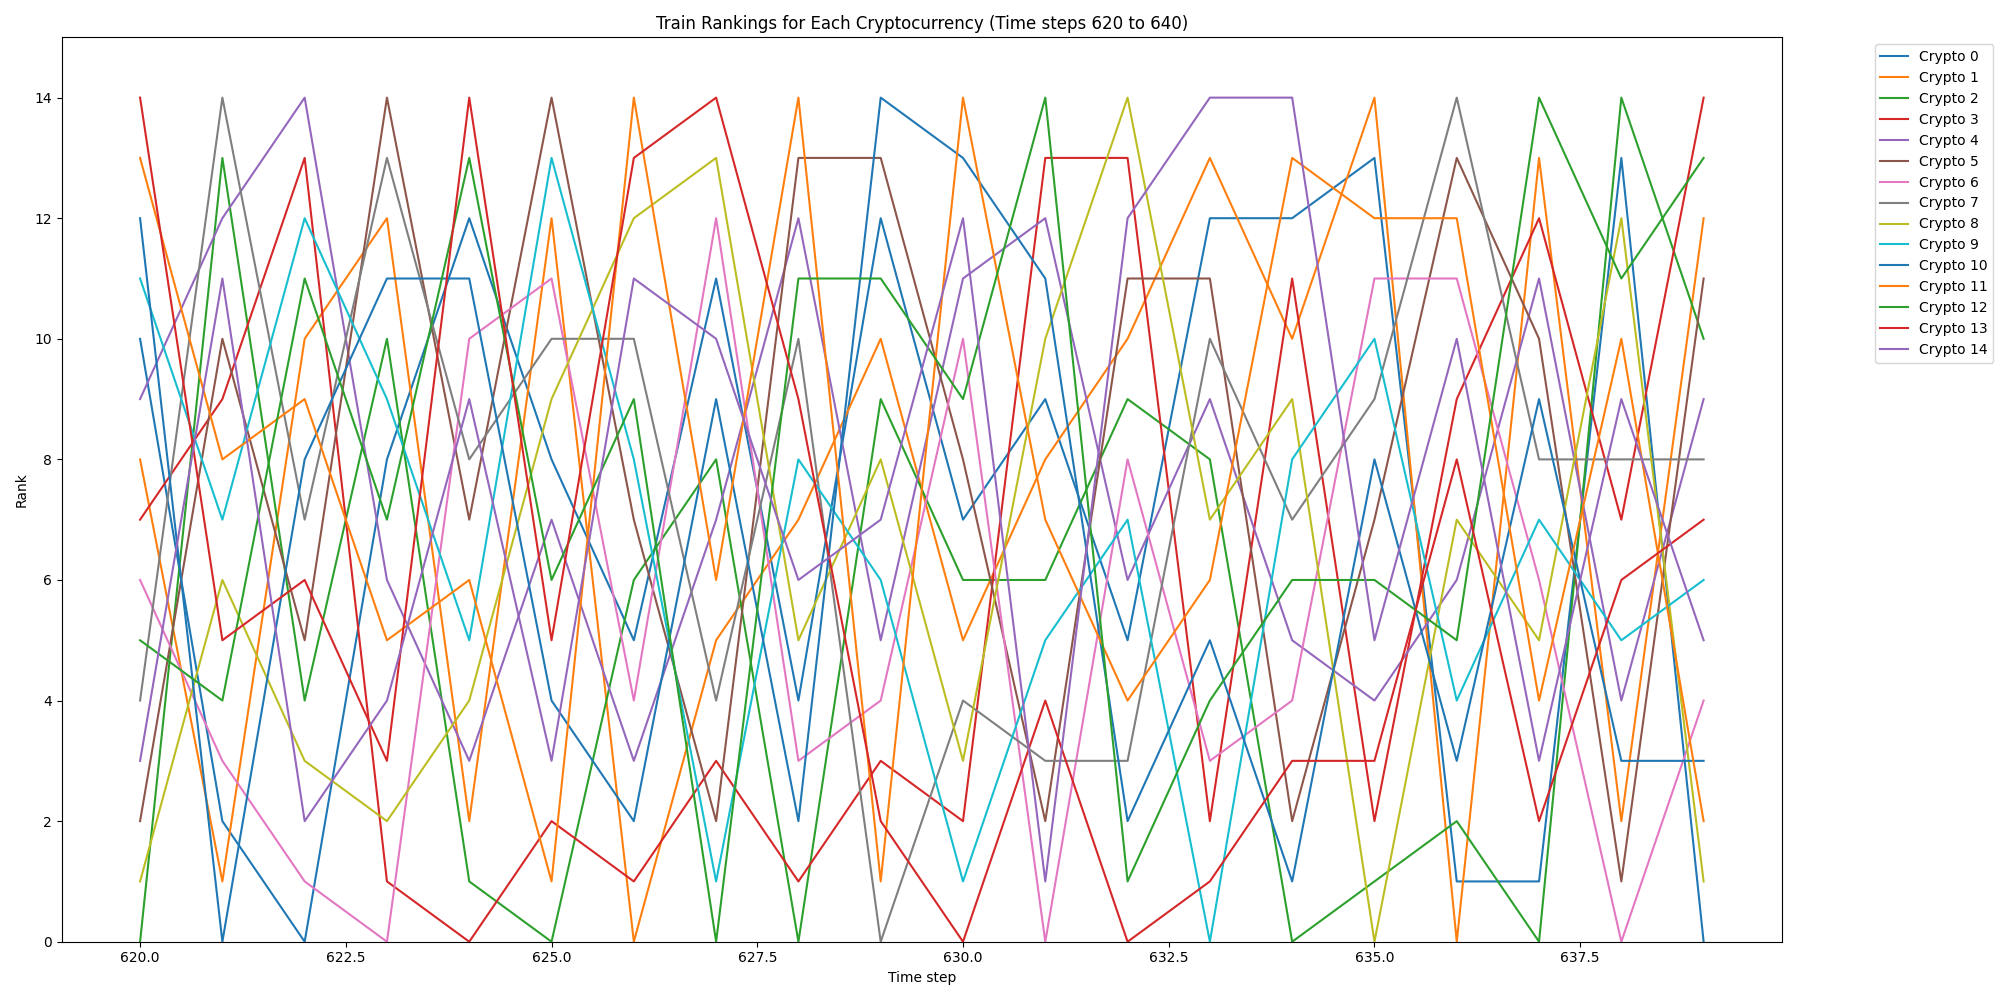 Train Rankings for Each Cryptocurrency (Time steps 620 to 640)
Rank
14
12
10
8
6
4
2
0
620.0 622.5 625.0 627.5 630.0 632.5 635.0 637.5
Time step
Crypto 0
Crypto 1
Crypto 2
Crypto 3
Crypto 4
Crypto 5
Crypto 6
Crypto 7
Crypto 8
Crypto 9
Crypto 10
Crypto 11
Crypto 12
Crypto 13
Crypto 14